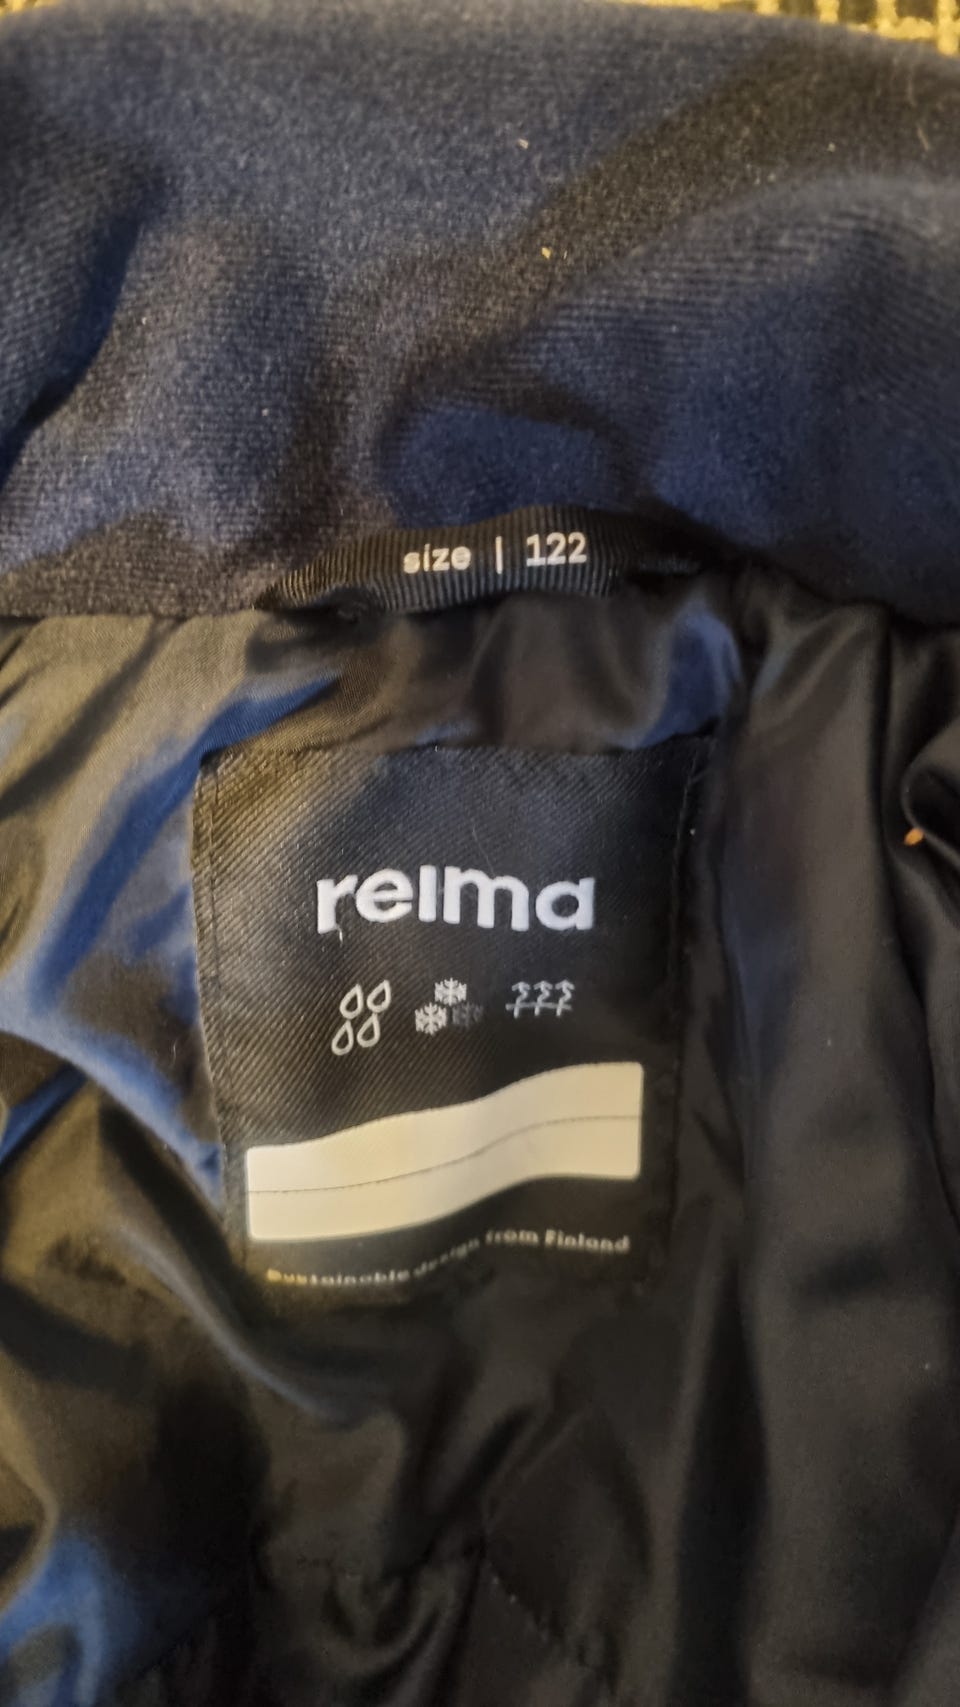 size | 122
reima
Sustainable design from Finland